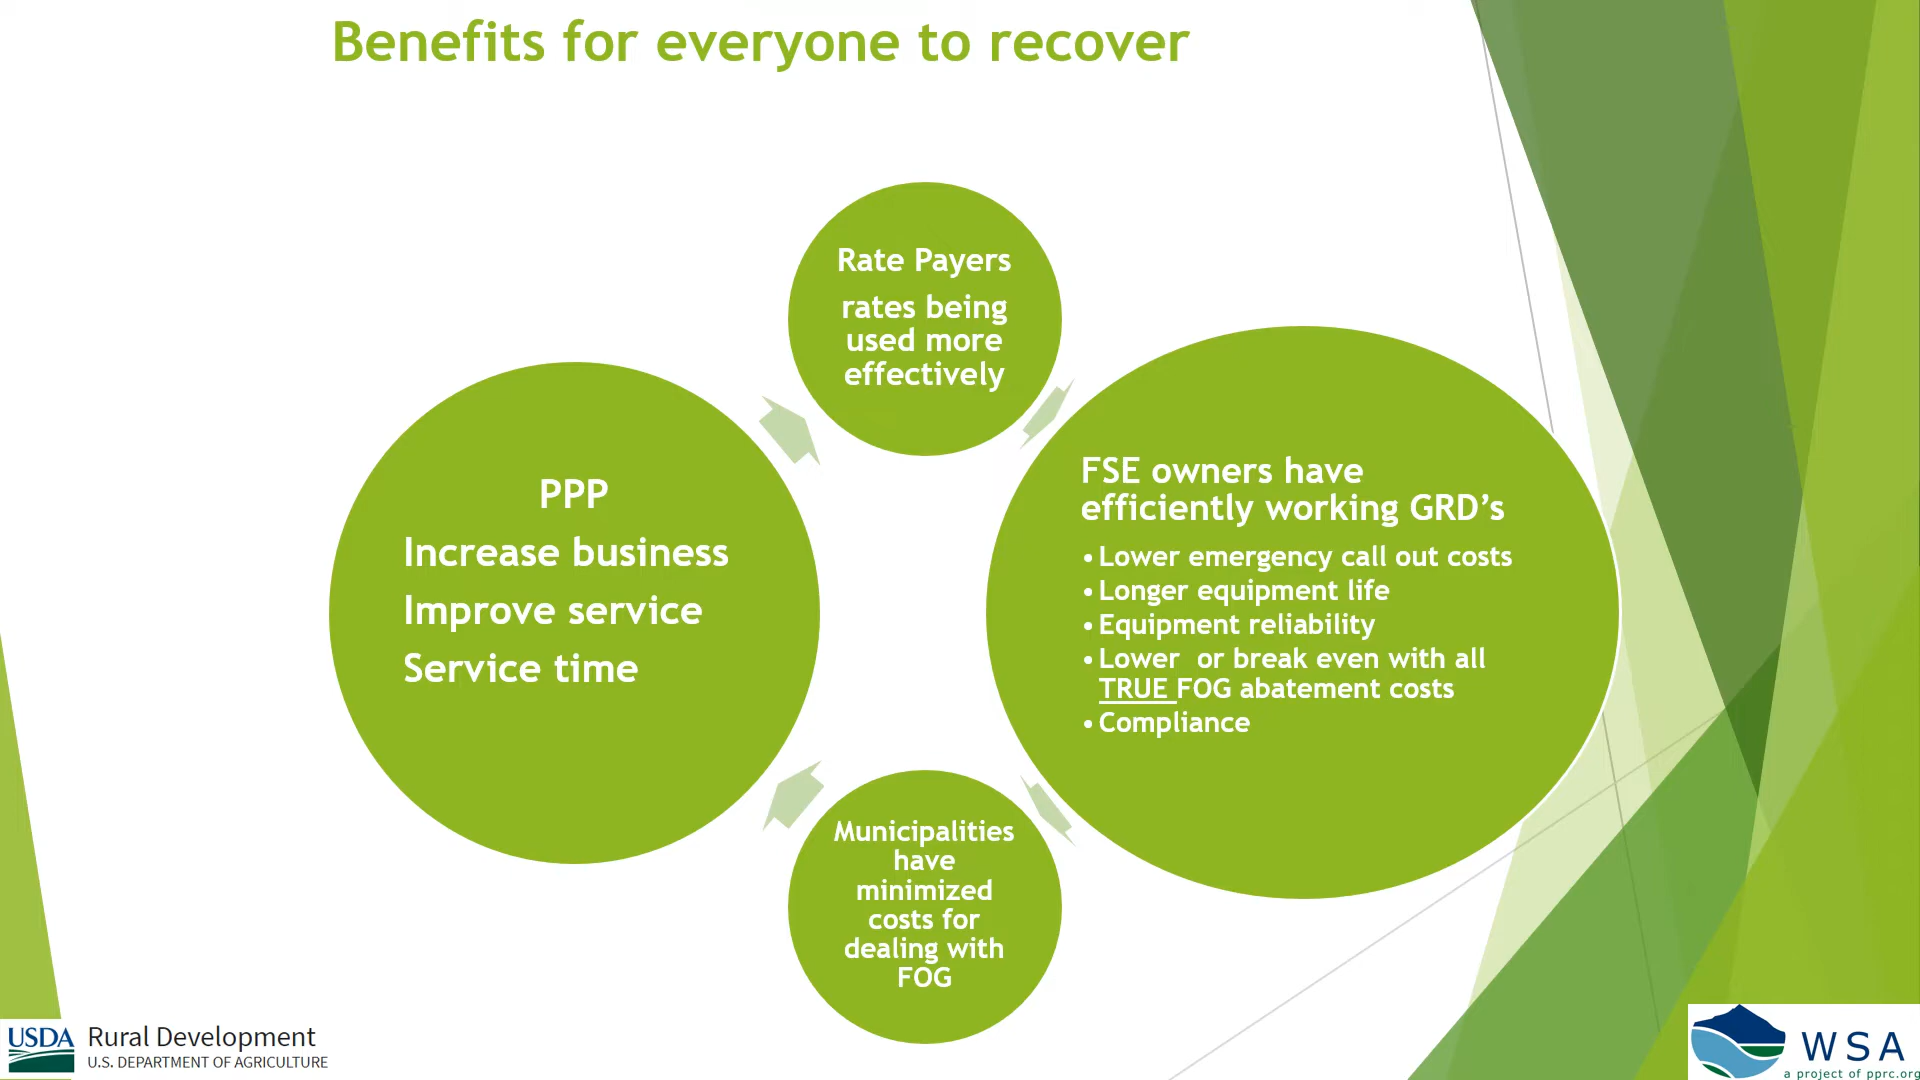 Benefits for everyone to recover
Rate Payers
rates being
used more
effectively
PPP
Increase business
Improve service
Service time
FSE owners have
efficiently working GRD’s
• Lower emergency call out costs
• Longer equipment life
• Equipment reliability
• Lower  or break even with all
TRUE FOG abatement costs
• Compliance
Municipalities
have
minimized
costs for
dealing with
FOG
USDA
Rural Development
U.S. DEPARTMENT OF AGRICULTURE
WSA
a project of pprc.org